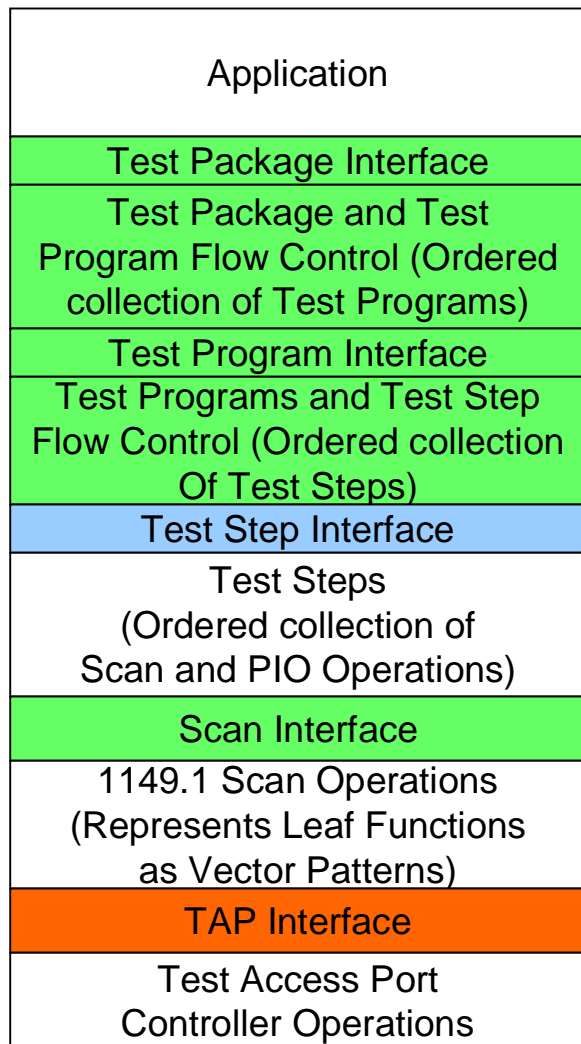 Application
Test Package Interface
Test Package and Test
Program Flow Control (Ordered
collection of Test Programs)
Test Program Interface
Test Programs and Test Step
Flow Control (Ordered collection
Of Test Steps)
Test Step Interface
Test Steps
(Ordered collection of
Scan and PIO Operations)
Scan Interface
1149.1 Scan Operations
(Represents Leaf Functions
as Vector Patterns)
TAP Interface
Test Access Port
Controller Operations